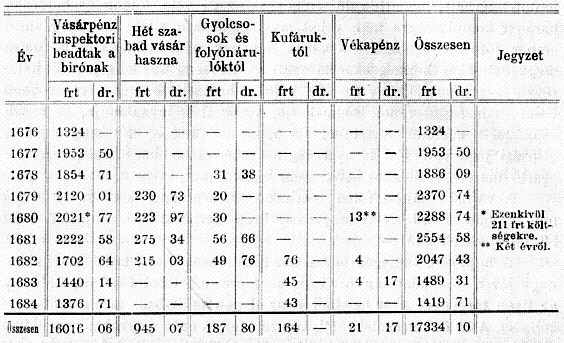 Év | Vásárpénz inspektori beadtak a birónak | Hét szabad vásár haszna | Gyolcsosok és folyónárulóktól | Kufáruktól | Vékapénz | Összesen | Jegyzet
frt | dr. | frt | dr. | frt | dr. | frt | dr. | frt | dr. | frt | dr.
1676 | 1324 | — | — | — | — | — | — | — | — | — | 1324 |
1677 | 1953 | 50 | — | — | — | — | — | — | — | — | 1953 | 50
1678 | 1854 | 71 | — | — | 31 | 38 | — | — | — | — | 1886 | 09
1679 | 2120 | 01 | 230 | 73 | 20 | — | — | — | — | — | 2370 | 74
1680 | 2021* | 77 | 223 | 97 | 30 | — | — | — | 13** | — | 2288 | 74
1681 | 2222 | 58 | 275 | 34 | 56 | 66 | — | — | — | — | 2554 | 58
1682 | 1702 | 64 | 215 | 03 | 49 | 76 | 76 | — | 4 | — | 2047 | 43
1683 | 1440 | 14 | — | — | — | — | 45 | — | 4 | 17 | 1489 | 31
1684 | 1376 | 71 | — | — | — | — | 43 | — | — | — | 1419 | 71
Összesen | 16016 | 06 | 945 | 07 | 187 | 80 | 164 | — | 21 | 17 | 17334 | 10
* Ezenkivül
211 frt költ-
ségekre.
** Két évről.